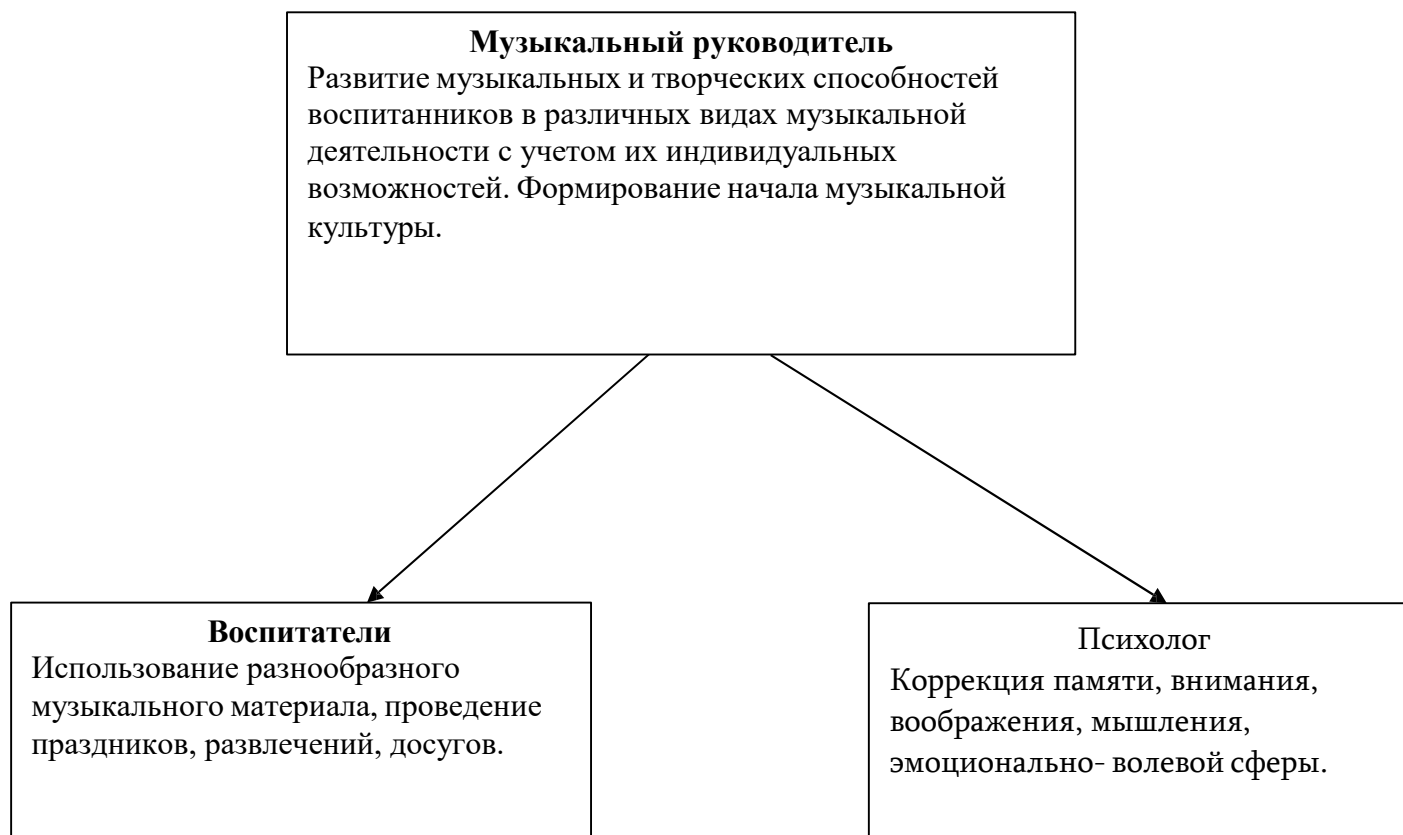 Музыкальный руководитель
Развитие музыкальных и творческих способностей
воспитанников в различных видах музыкальной
деятельности с учетом их индивидуальных
возможностей. Формирование начала музыкальной
культуры.
Воспитатели
Использование разнообразного
музыкального материала, проведение
праздников, развлечений, досугов.
Психолог
Коррекция памяти, внимания,
воображения, мышления,
эмоционально- волевой сферы.